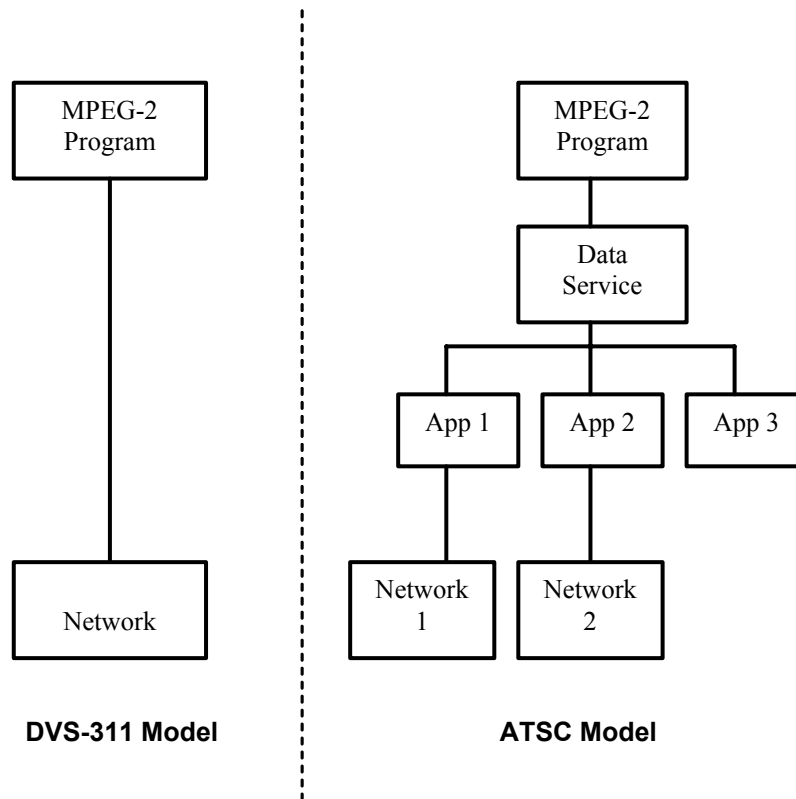 MPEG-2
Program
Network
DVS-311 Model
MPEG-2
Program
Data
Service
App 1
App 2
App 3
Network
1
Network
2
ATSC Model